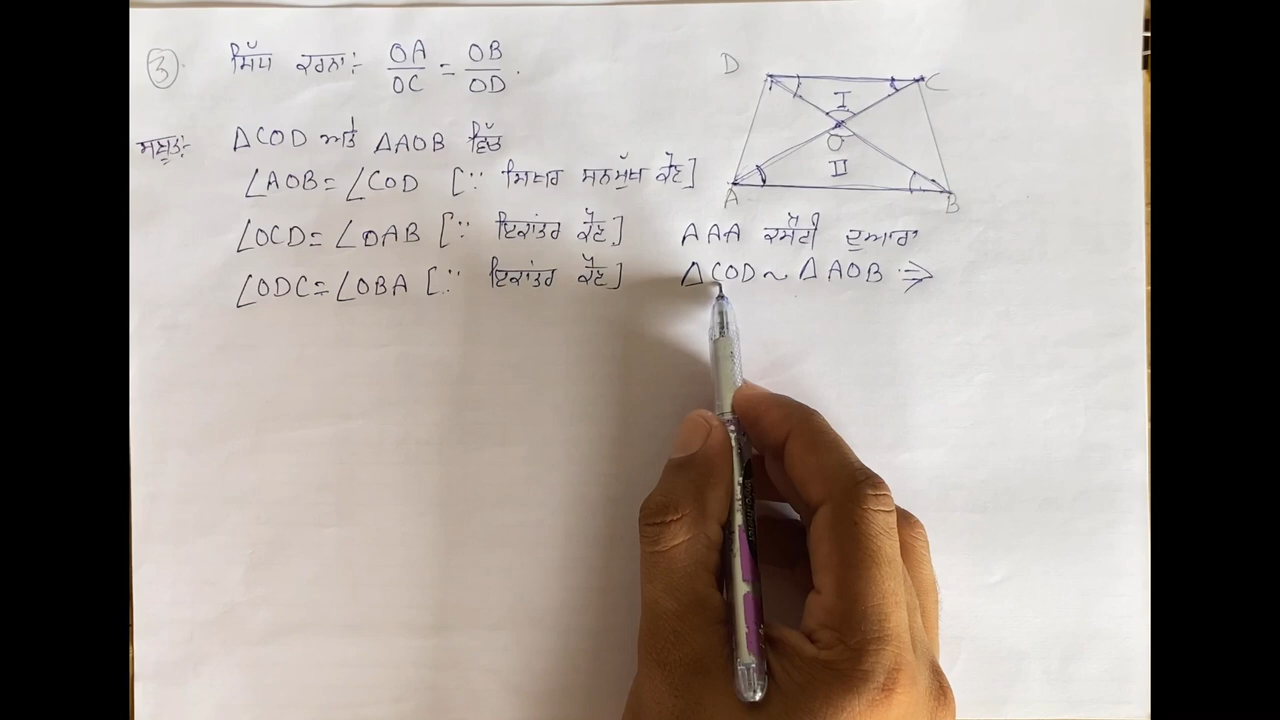 ③. ਸਿੱਧ ਕਰਨਾ:- OA/OC = OB/OD.
ਸਬੂਤ:- ΔCOD ਅਤੇ ΔAOB ਵਿੱਚ
∠AOB = ∠COD [∵ ਸਿਖਰ ਸਨਮੁੱਖ ਕੋਣ]
∠OCD = ∠OAB [∵ ਇਕਾਂਤਰ ਕੋਣ]
∠ODC = ∠OBA [∵ ਇਕਾਂਤਰ ਕੋਣ]
D C
I
O
II
A B
AAA ਕਸੌਟੀ ਦੁਆਰਾ
ΔCOD ~ ΔAOB ⇒